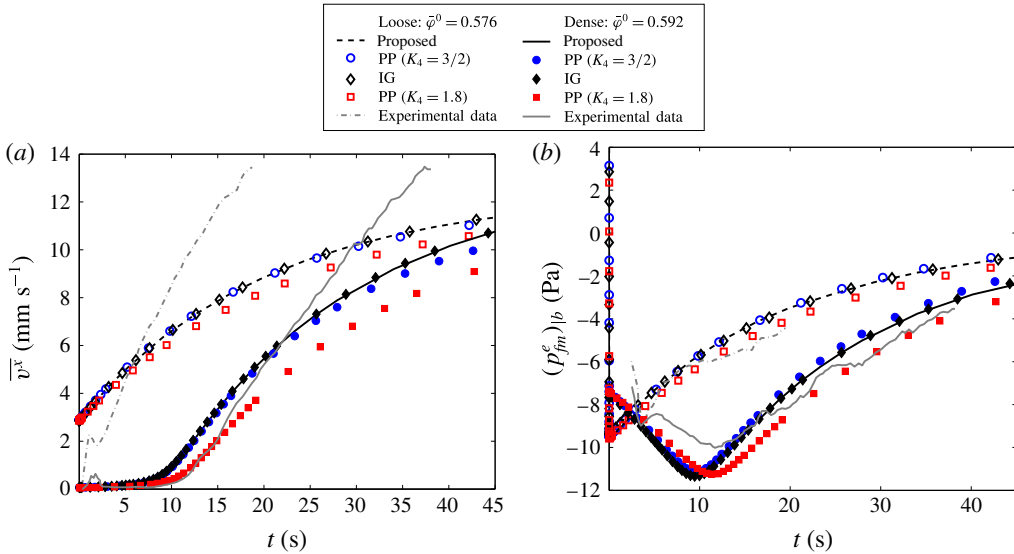 Loose: φ̄⁰ = 0.576 Dense: φ̄⁰ = 0.592
Proposed Proposed
PP (K₄ = 3/2) PP (K₄ = 3/2)
IG IG
PP (K₄ = 1.8) PP (K₄ = 1.8)
Experimental data Experimental data
(a)
14
12
10
8
6
4
2
0
v̅ˣ (mm s⁻¹)
5 10 15 20 25 30 35 40 45
t (s)
(b)
4
2
0
−2
−4
−6
−8
−10
−12
(pᵉ_fm)|b (Pa)
0 10 20 30 40
t (s)